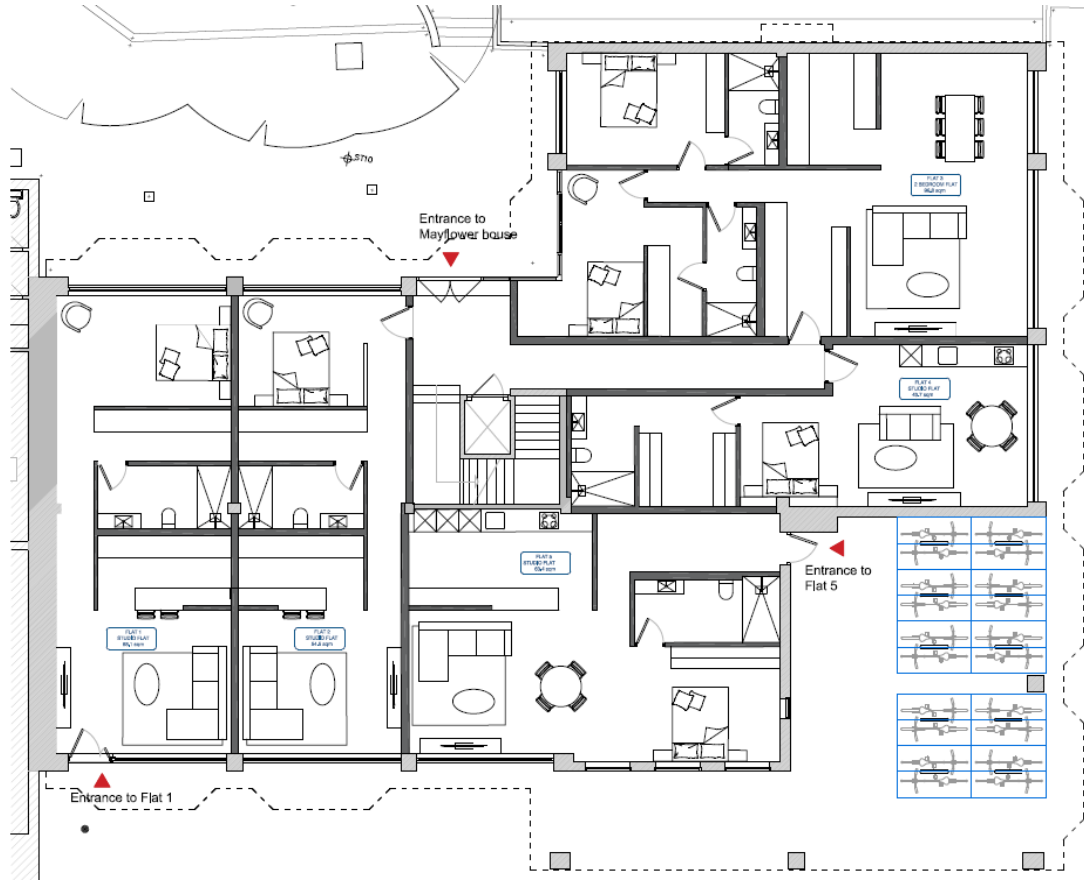 STIO
Entrance to
Mayflower house
FLAT 3
2 BEDROOM FLAT
FLAT 4
STUDIO FLAT
FLAT 5
STUDIO FLAT
Entrance to
Flat 5
FLAT 1
STUDIO FLAT
FLAT 2
STUDIO FLAT
Entrance to Flat 1